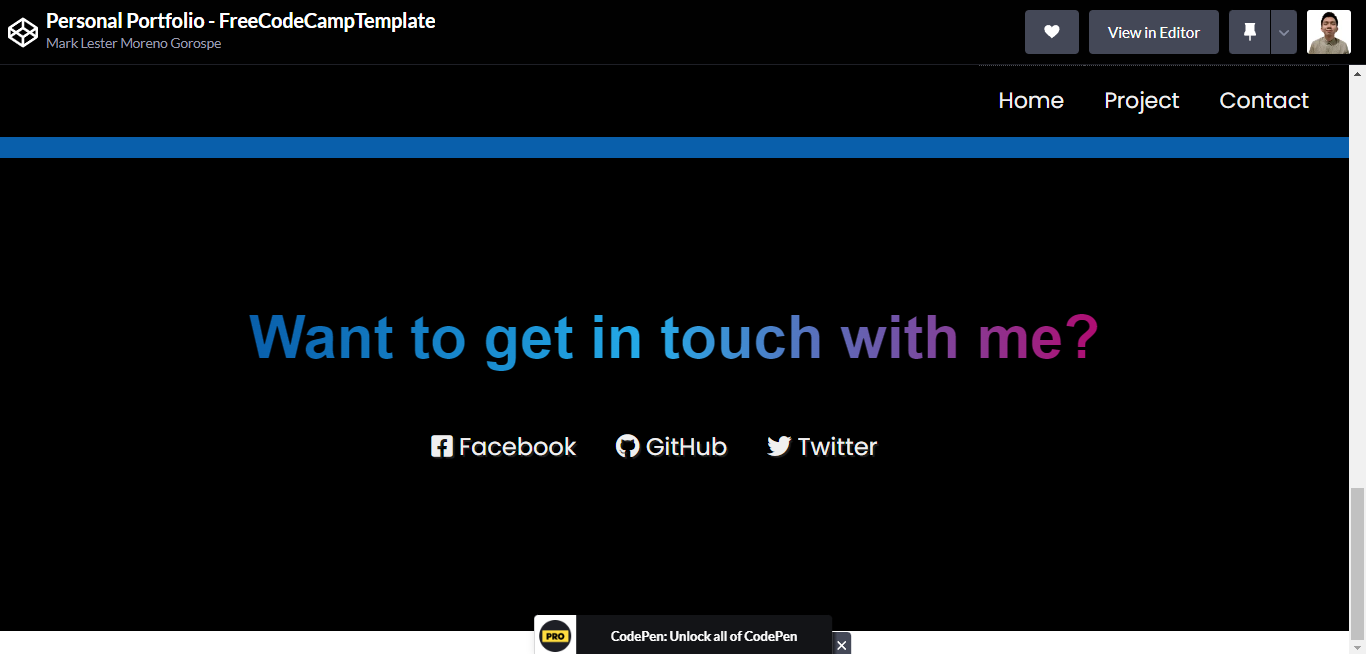 Personal Portfolio - FreeCodeCampTemplate
Mark Lester Moreno Gorospe
View in Editor
Home Project Contact
Want to get in touch with me?
Facebook GitHub Twitter
PRO CodePen: Unlock all of CodePen